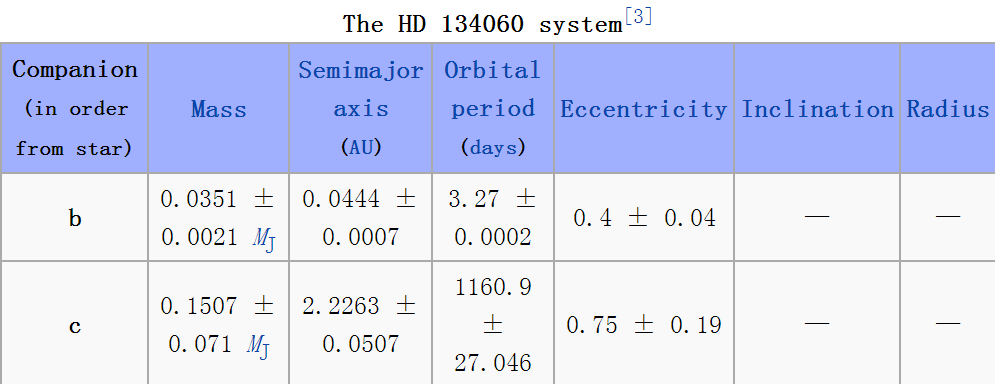 The HD 134060 system[3]
Companion
(in order
from star)
Mass
Semimajor
axis
(AU)
Orbital
period
(days)
Eccentricity
Inclination
Radius
b
0.0351 ±
0.0021 MJ
0.0444 ±
0.0007
3.27 ±
0.0002
0.4 ± 0.04
—
—
c
0.1507 ±
0.071 MJ
2.2263 ±
0.0507
1160.9
±
27.046
0.75 ± 0.19
—
—